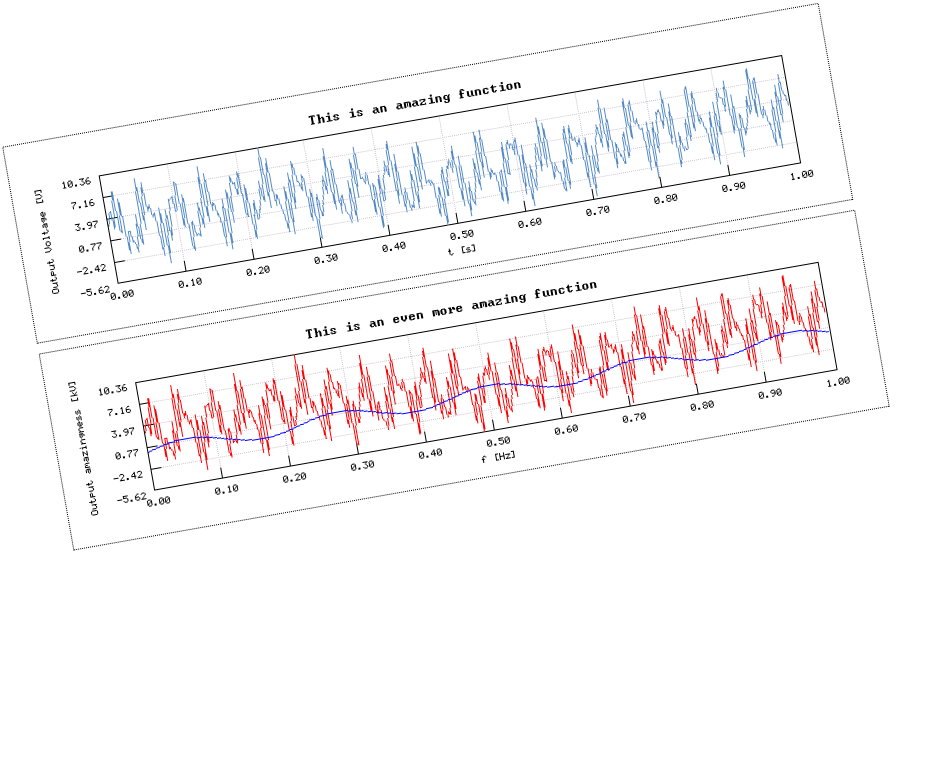 This is an amazing function
Output Voltage [V]
10.36
7.16
3.97
0.77
-2.42
-5.62
0.00 0.10 0.20 0.30 0.40 0.50 0.60 0.70 0.80 0.90 1.00
t [s]
This is an even more amazing function
Output amazingness [kV]
10.36
7.16
3.97
0.77
-2.42
-5.62
0.00 0.10 0.20 0.30 0.40 0.50 0.60 0.70 0.80 0.90 1.00
f [Hz]